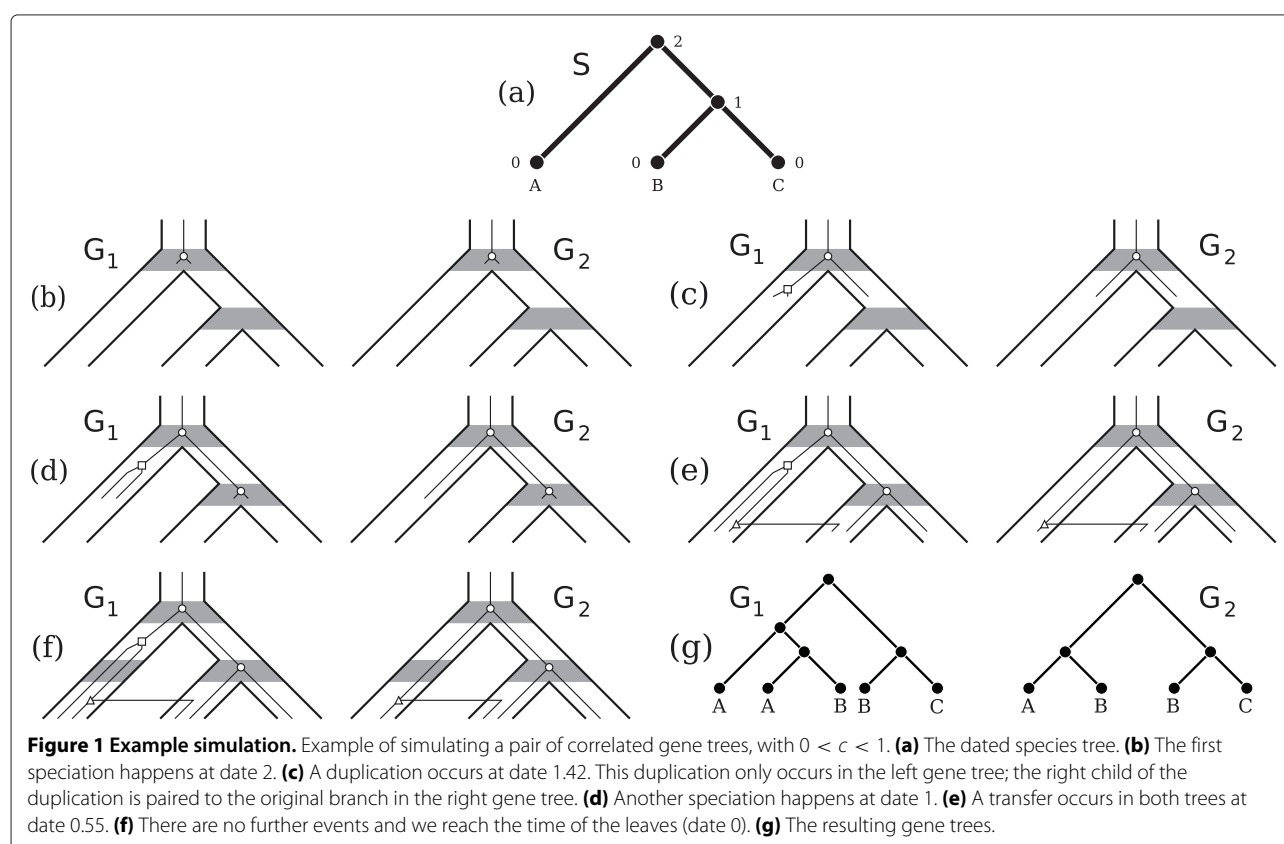 S
2
(a)
1
0
0
0
A
B
C
G1
G2
G1
G2
(b)
(c)
G1
G2
G1
G2
(d)
(e)
G1
G2
G1
G2
(f)
(g)
A A B B C A B B C
Figure 1 Example simulation. Example of simulating a pair of correlated gene trees, with 0 < c < 1. (a) The dated species tree. (b) The first
speciation happens at date 2. (c) A duplication occurs at date 1.42. This duplication only occurs in the left gene tree; the right child of the
duplication is paired to the original branch in the right gene tree. (d) Another speciation happens at date 1. (e) A transfer occurs in both trees at
date 0.55. (f) There are no further events and we reach the time of the leaves (date 0). (g) The resulting gene trees.